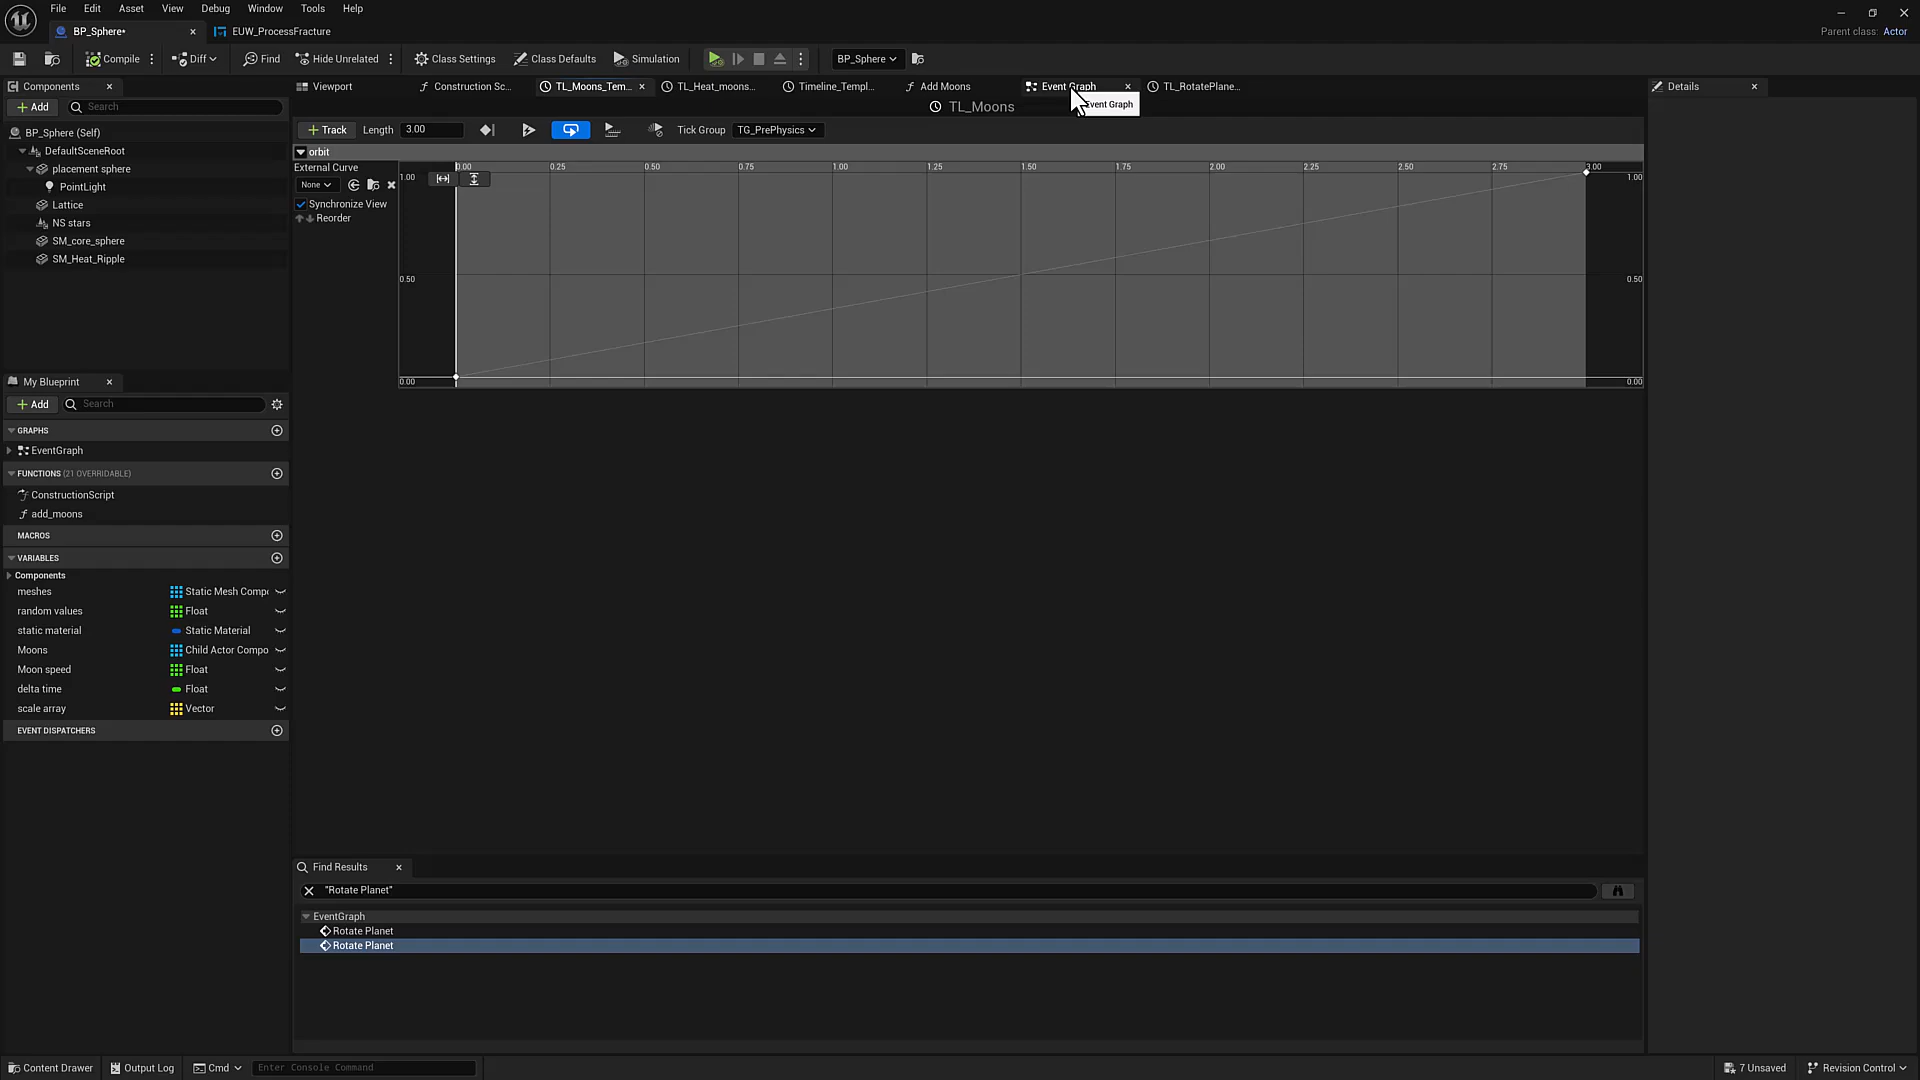 File Edit Asset View Debug Window Tools Help
BP_Sphere*
EUW_ProcessFracture
Parent class: Actor
Compile
Diff
Find
Hide Unrelated
Class Settings
Class Defaults
Simulation
BP_Sphere
Components
Viewport
Construction Sc...
TL_Moons_Tem...
TL_Heat_moons...
Timeline_Templ...
Add Moons
Event Graph
TL_RotatePlane...
Details
Add
Search
TL_Moons
Event Graph
Track Length 3.00
Tick Group TG_PrePhysics
BP_Sphere (Self)
DefaultSceneRoot
placement sphere
PointLight
Lattice
NS stars
SM_core_sphere
SM_Heat_Ripple
orbit
External Curve
None
Synchronize View
Reorder
0.00 0.25 0.50 0.75 1.00 1.25 1.50 1.75 2.00 2.25 2.50 2.75 3.00
1.00 1.00
0.50 0.50
0.00 0.00
My Blueprint
Add
Search
GRAPHS
EventGraph
FUNCTIONS (21 OVERRIDABLE)
ConstructionScript
add_moons
MACROS
VARIABLES
Components
meshes Static Mesh Compo
random values Float
static material Static Material
Moons Child Actor Compo
Moon speed Float
delta time Float
scale array Vector
EVENT DISPATCHERS
Find Results
"Rotate Planet"
EventGraph
Rotate Planet
Rotate Planet
Content Drawer
Output Log
Cmd
Enter Console Command
7 Unsaved
Revision Control